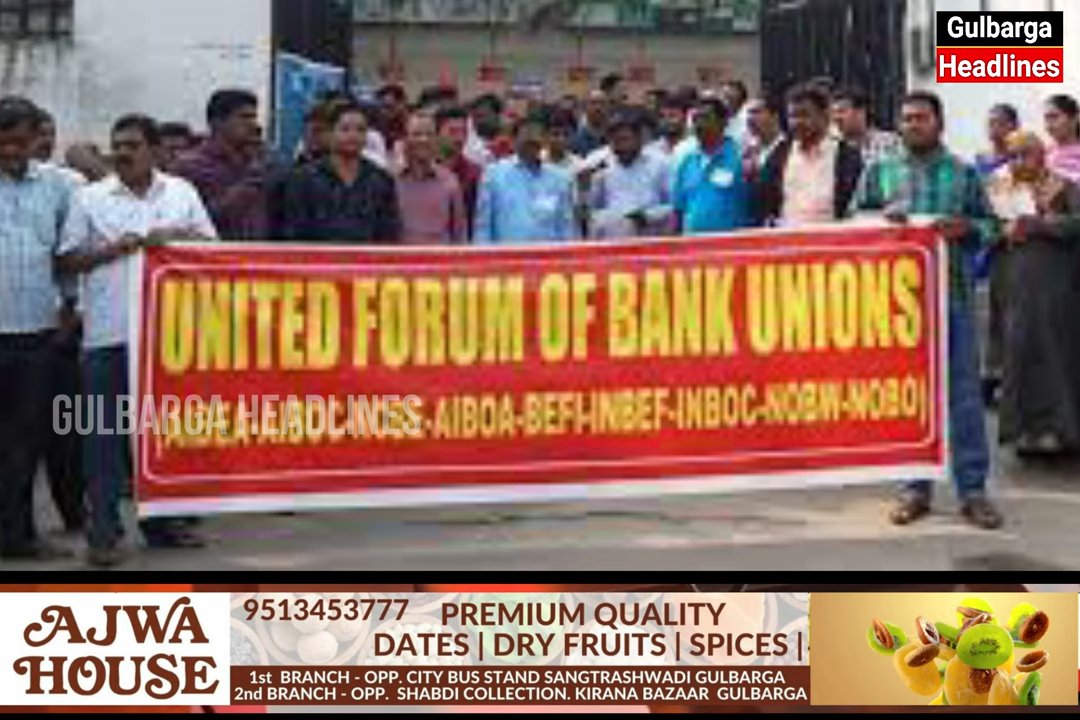 Gulbarga
Headlines
UNITED FORUM OF BANK UNIONS
GULBARGA HEADLINES
-AIBOA-BEFI-INBEF-INBOC-NOBW-NOBO)
AJWA
HOUSE
9513453777
PREMIUM QUALITY
DATES | DRY FRUITS | SPICES |
1st BRANCH - OPP. CITY BUS STAND SANGTRASHWADI GULBARGA
2nd BRANCH - OPP. SHABDI COLLECTION. KIRANA BAZAAR GULBARGA